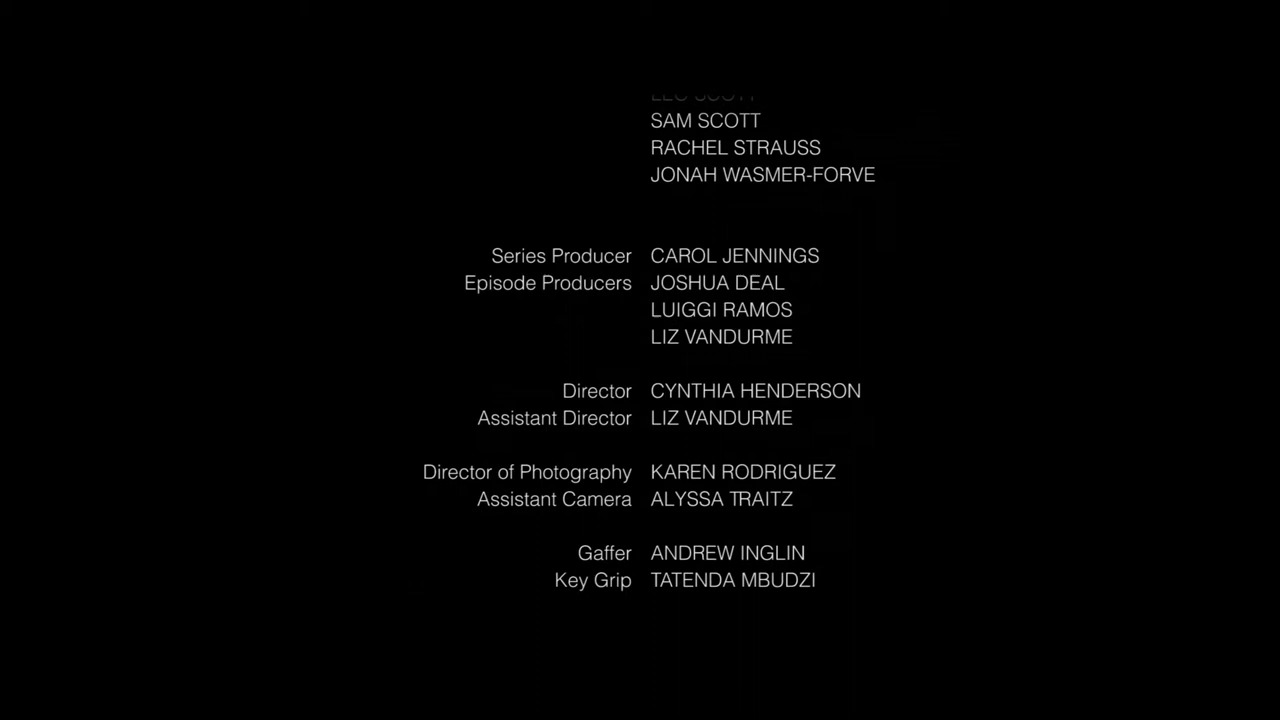 SAM SCOTT
RACHEL STRAUSS
JONAH WASMER-FORVE
Series Producer CAROL JENNINGS
Episode Producers JOSHUA DEAL
LUIGGI RAMOS
LIZ VANDURME
Director CYNTHIA HENDERSON
Assistant Director LIZ VANDURME
Director of Photography KAREN RODRIGUEZ
Assistant Camera ALYSSA TRAITZ
Gaffer ANDREW INGLIN
Key Grip TATENDA MBUDZI